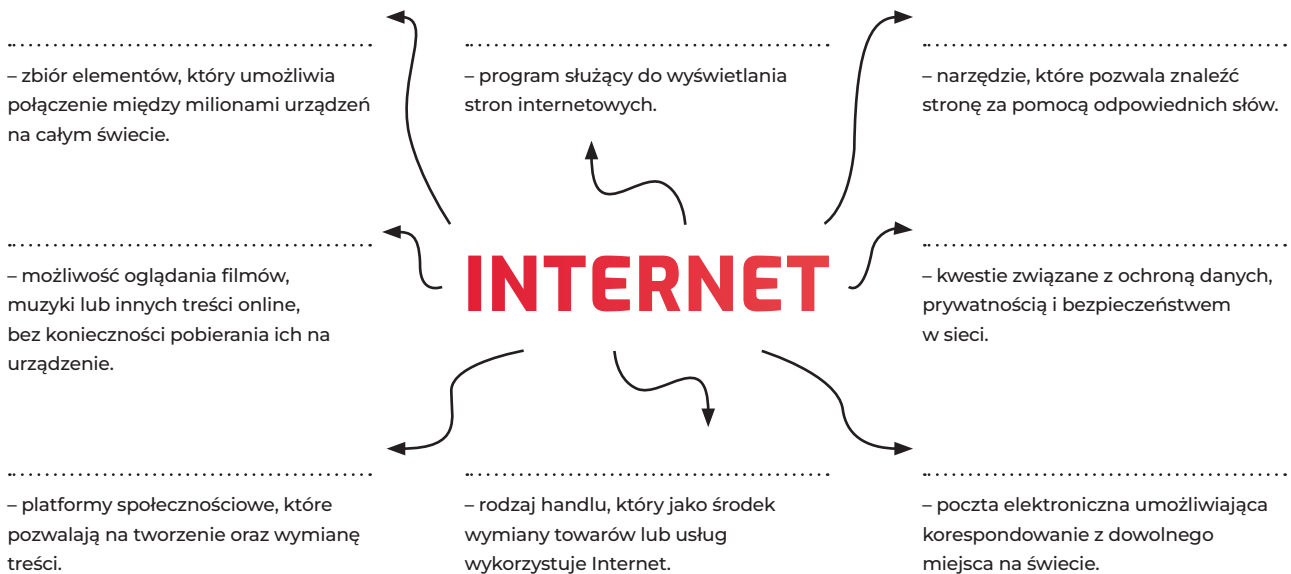 – zbiór elementów, który umożliwia
połączenie między milionami urządzeń
na całym świecie.
– program służący do wyświetlania
stron internetowych.
– narzędzie, które pozwala znaleźć
stronę za pomocą odpowiednich słów.
– możliwość oglądania filmów,
muzyki lub innych treści online,
bez konieczności pobierania ich na
urządzenie.
INTERNET
– kwestie związane z ochroną danych,
prywatnością i bezpieczeństwem
w sieci.
– platformy społecznościowe, które
pozwalają na tworzenie oraz wymianę
treści.
– rodzaj handlu, który jako środek
wymiany towarów lub usług
wykorzystuje Internet.
– poczta elektroniczna umożliwiająca
korespondowanie z dowolnego
miejsca na świecie.